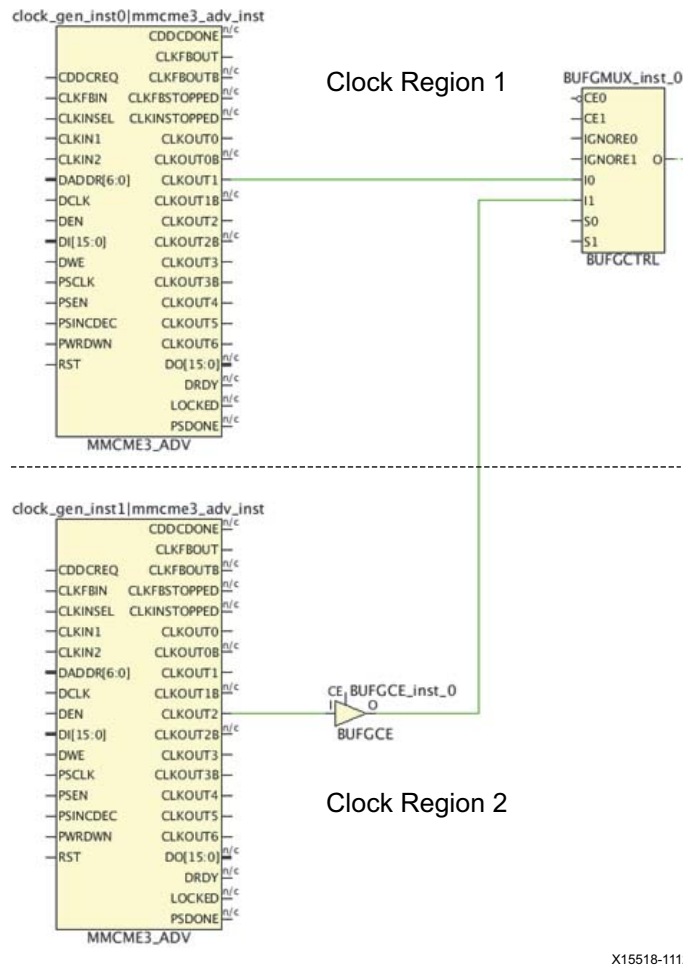 clock_gen_inst0|mmcme3_adv_inst
CDDCDONE n/c
CLKFBOUT
CDDCREQ CLKFBOUTB n/c
CLKFBIN CLKFBSTOPPED n/c
CLKINSEL CLKINSTOPPED n/c
CLKIN1 CLKOUT0
CLKIN2 CLKOUT0B n/c
DADDR[6:0] CLKOUT1
DCLK CLKOUT1B n/c
DEN CLKOUT2
DI[15:0] CLKOUT2B n/c
DWE CLKOUT3
PSCLK CLKOUT3B n/c
PSEN CLKOUT4
PSINCDEC CLKOUT5
PWRDWN CLKOUT6
RST DO[15:0] n/c
DRDY n/c
LOCKED n/c
PSDONE n/c
MMCME3_ADV
Clock Region 1
BUFGMUX_inst_0
CE0
CE1
IGNORE0
IGNORE1 O
I0
I1
S0
S1
BUFGCTRL
clock_gen_inst1|mmcme3_adv_inst
CDDCDONE n/c
CLKFBOUT
CDDCREQ CLKFBOUTB n/c
CLKFBIN CLKFBSTOPPED n/c
CLKINSEL CLKINSTOPPED n/c
CLKIN1 CLKOUT0
CLKIN2 CLKOUT0B n/c
DADDR[6:0] CLKOUT1
DCLK CLKOUT1B n/c
DEN CLKOUT2
DI[15:0] CLKOUT2B n/c
DWE CLKOUT3
PSCLK CLKOUT3B n/c
PSEN CLKOUT4
PSINCDEC CLKOUT5
PWRDWN CLKOUT6
RST DO[15:0] n/c
DRDY n/c
LOCKED n/c
PSDONE n/c
MMCME3_ADV
CE BUFGCE_inst_0
I O
BUFGCE
Clock Region 2
X15518-111